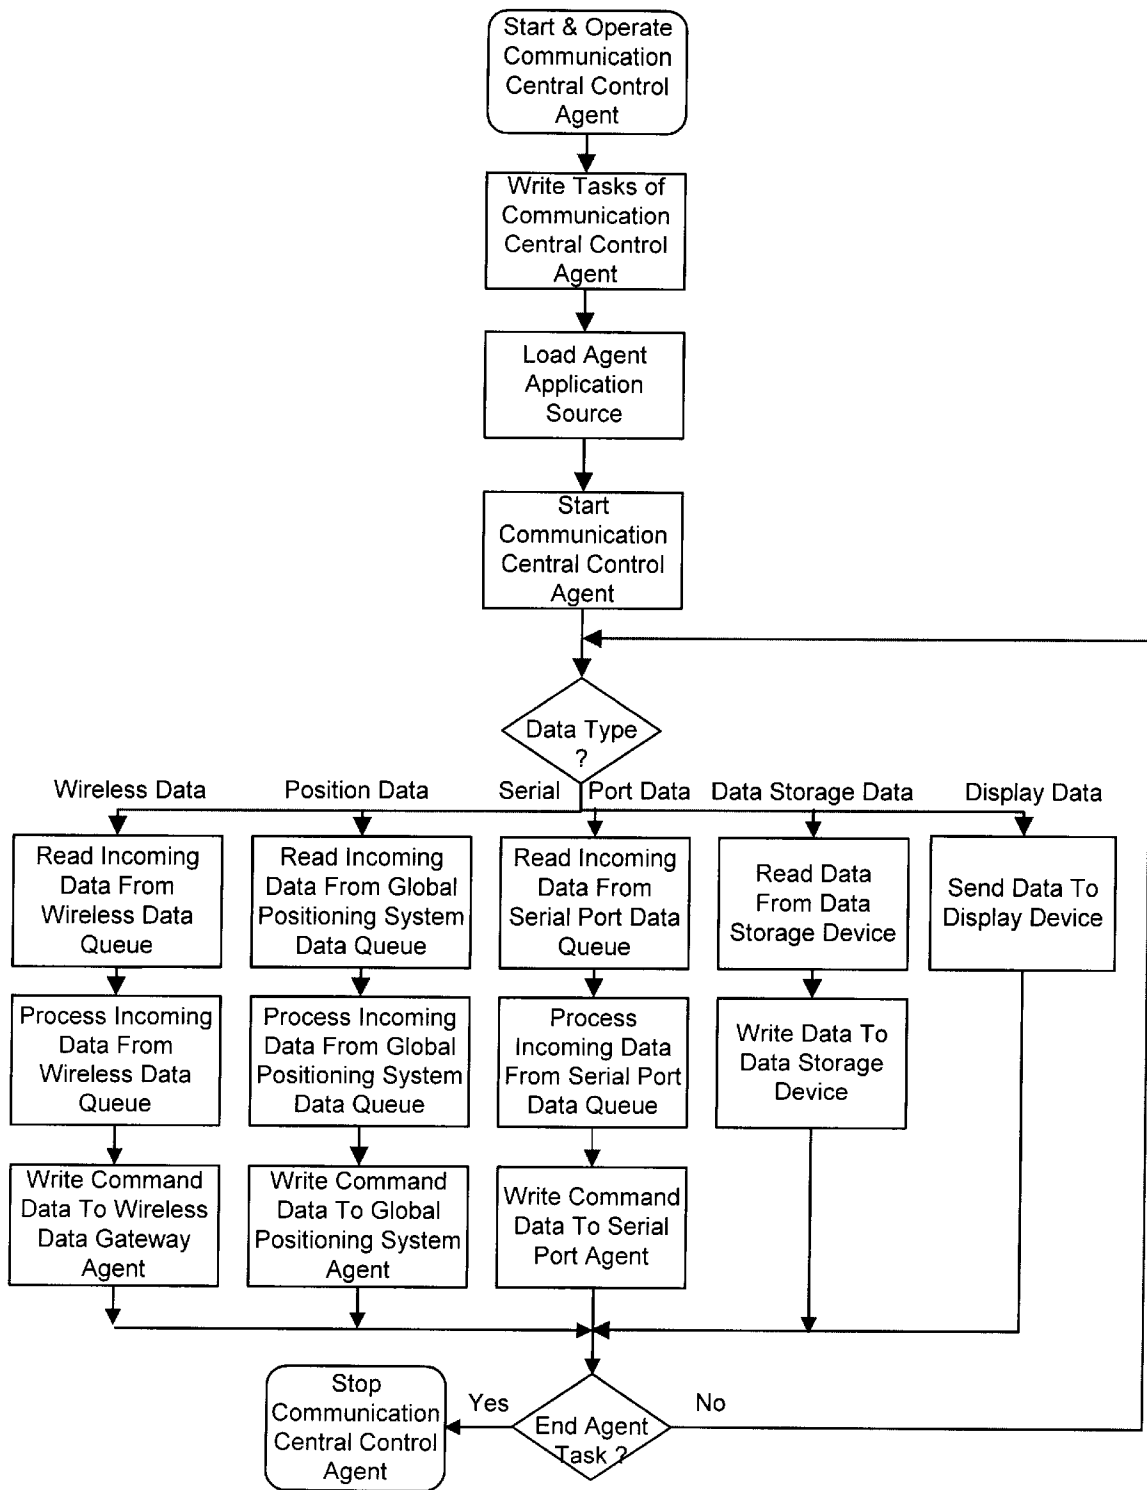 Start & Operate
Communication
Central Control
Agent
Write Tasks of
Communication
Central Control
Agent
Load Agent
Application
Source
Start
Communication
Central Control
Agent
Data Type
?
Wireless Data
Position Data
Serial Port Data
Data Storage Data
Display Data
Read Incoming
Data From
Wireless Data
Queue
Read Incoming
Data From Global
Positioning System
Data Queue
Read Incoming
Data From
Serial Port Data
Queue
Read Data
From Data
Storage Device
Send Data To
Display Device
Process Incoming
Data From
Wireless Data
Queue
Process Incoming
Data From Global
Positioning System
Data Queue
Process
Incoming Data
From Serial Port
Data Queue
Write Data To
Data Storage
Device
Write Command
Data To Wireless
Data Gateway
Agent
Write Command
Data To Global
Positioning System
Agent
Write Command
Data To Serial
Port Agent
Stop
Communication
Central Control
Agent
Yes
End Agent
Task ?
No